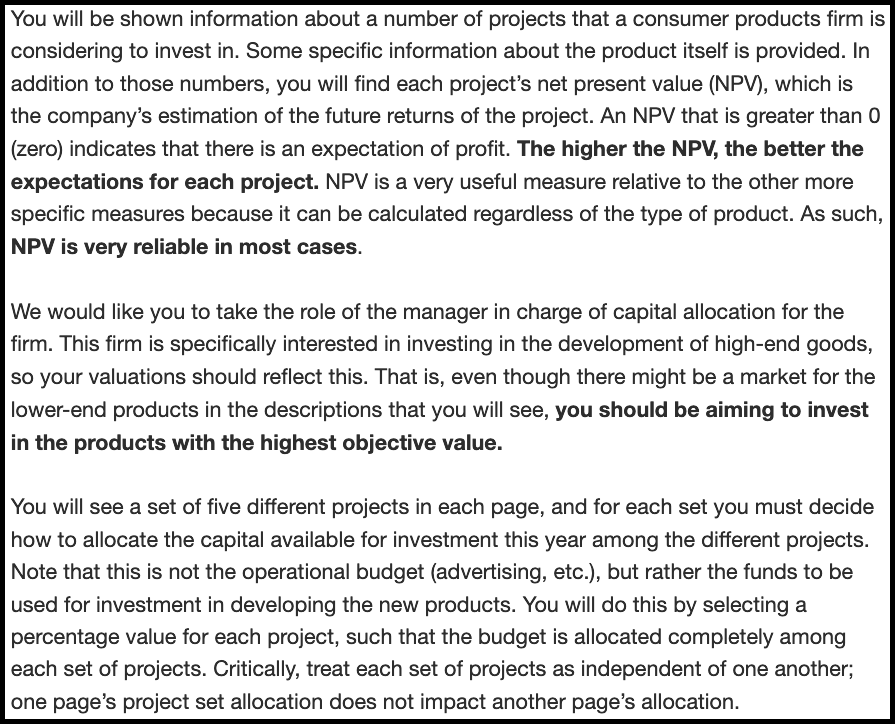 You will be shown information about a number of projects that a consumer products firm is
considering to invest in. Some specific information about the product itself is provided. In
addition to those numbers, you will find each project’s net present value (NPV), which is
the company’s estimation of the future returns of the project. An NPV that is greater than 0
(zero) indicates that there is an expectation of profit. The higher the NPV, the better the
expectations for each project. NPV is a very useful measure relative to the other more
specific measures because it can be calculated regardless of the type of product. As such,
NPV is very reliable in most cases.
We would like you to take the role of the manager in charge of capital allocation for the
firm. This firm is specifically interested in investing in the development of high-end goods,
so your valuations should reflect this. That is, even though there might be a market for the
lower-end products in the descriptions that you will see, you should be aiming to invest
in the products with the highest objective value.
You will see a set of five different projects in each page, and for each set you must decide
how to allocate the capital available for investment this year among the different projects.
Note that this is not the operational budget (advertising, etc.), but rather the funds to be
used for investment in developing the new products. You will do this by selecting a
percentage value for each project, such that the budget is allocated completely among
each set of projects. Critically, treat each set of projects as independent of one another;
one page’s project set allocation does not impact another page’s allocation.